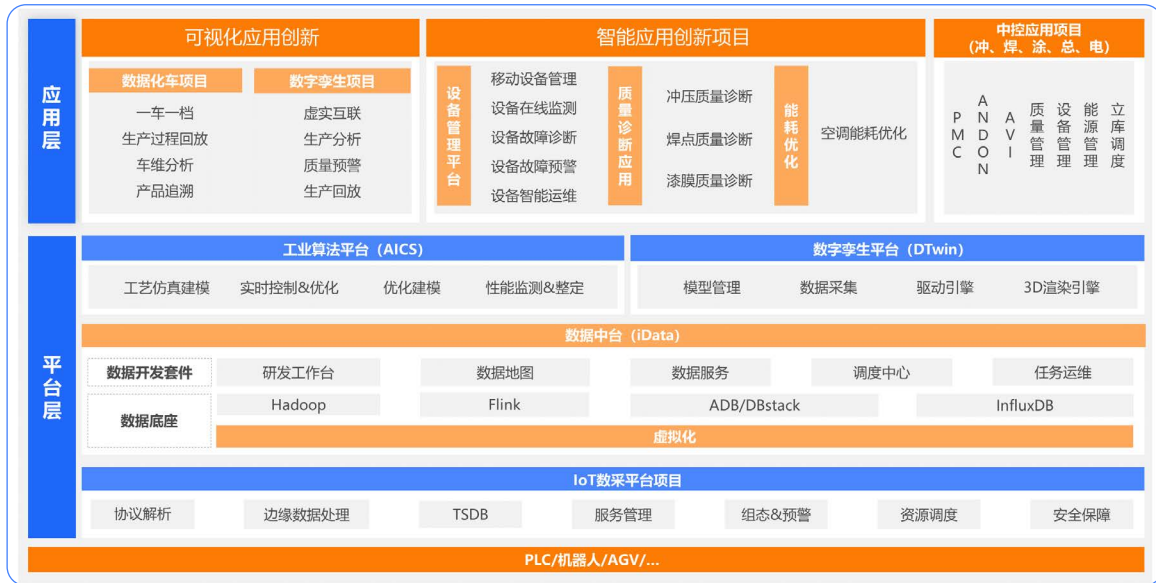 应用层
可视化应用创新
数据化车项目
一车一档
生产过程回放
车维分析
产品追溯
数字孪生项目
虚实互联
生产分析
质量预警
生产回放
智能应用创新项目
设备管理平台
移动设备管理
设备在线监测
设备故障诊断
设备故障预警
设备智能运维
质量诊断应用
冲压质量诊断
焊点质量诊断
漆膜质量诊断
能耗优化
空调能耗优化
中控应用项目
(冲、焊、涂、总、电)
PMC
ANDON
AVI
质量管理
设备管理
能源管理
立库调度
平台层
工业算法平台（AICS）
工艺仿真建模 实时控制&优化 优化建模 性能监测&整定
数字孪生平台（DTwin）
模型管理 数据采集 驱动引擎 3D渲染引擎
数据中台（iData）
数据开发套件 研发工作台 数据地图 数据服务 调度中心 任务运维
数据底座
Hadoop Flink ADB/DBstack InfluxDB
虚拟化
IoT数采平台项目
协议解析 边缘数据处理 TSDB 服务管理 组态&预警 资源调度 安全保障
PLC/机器人/AGV/...